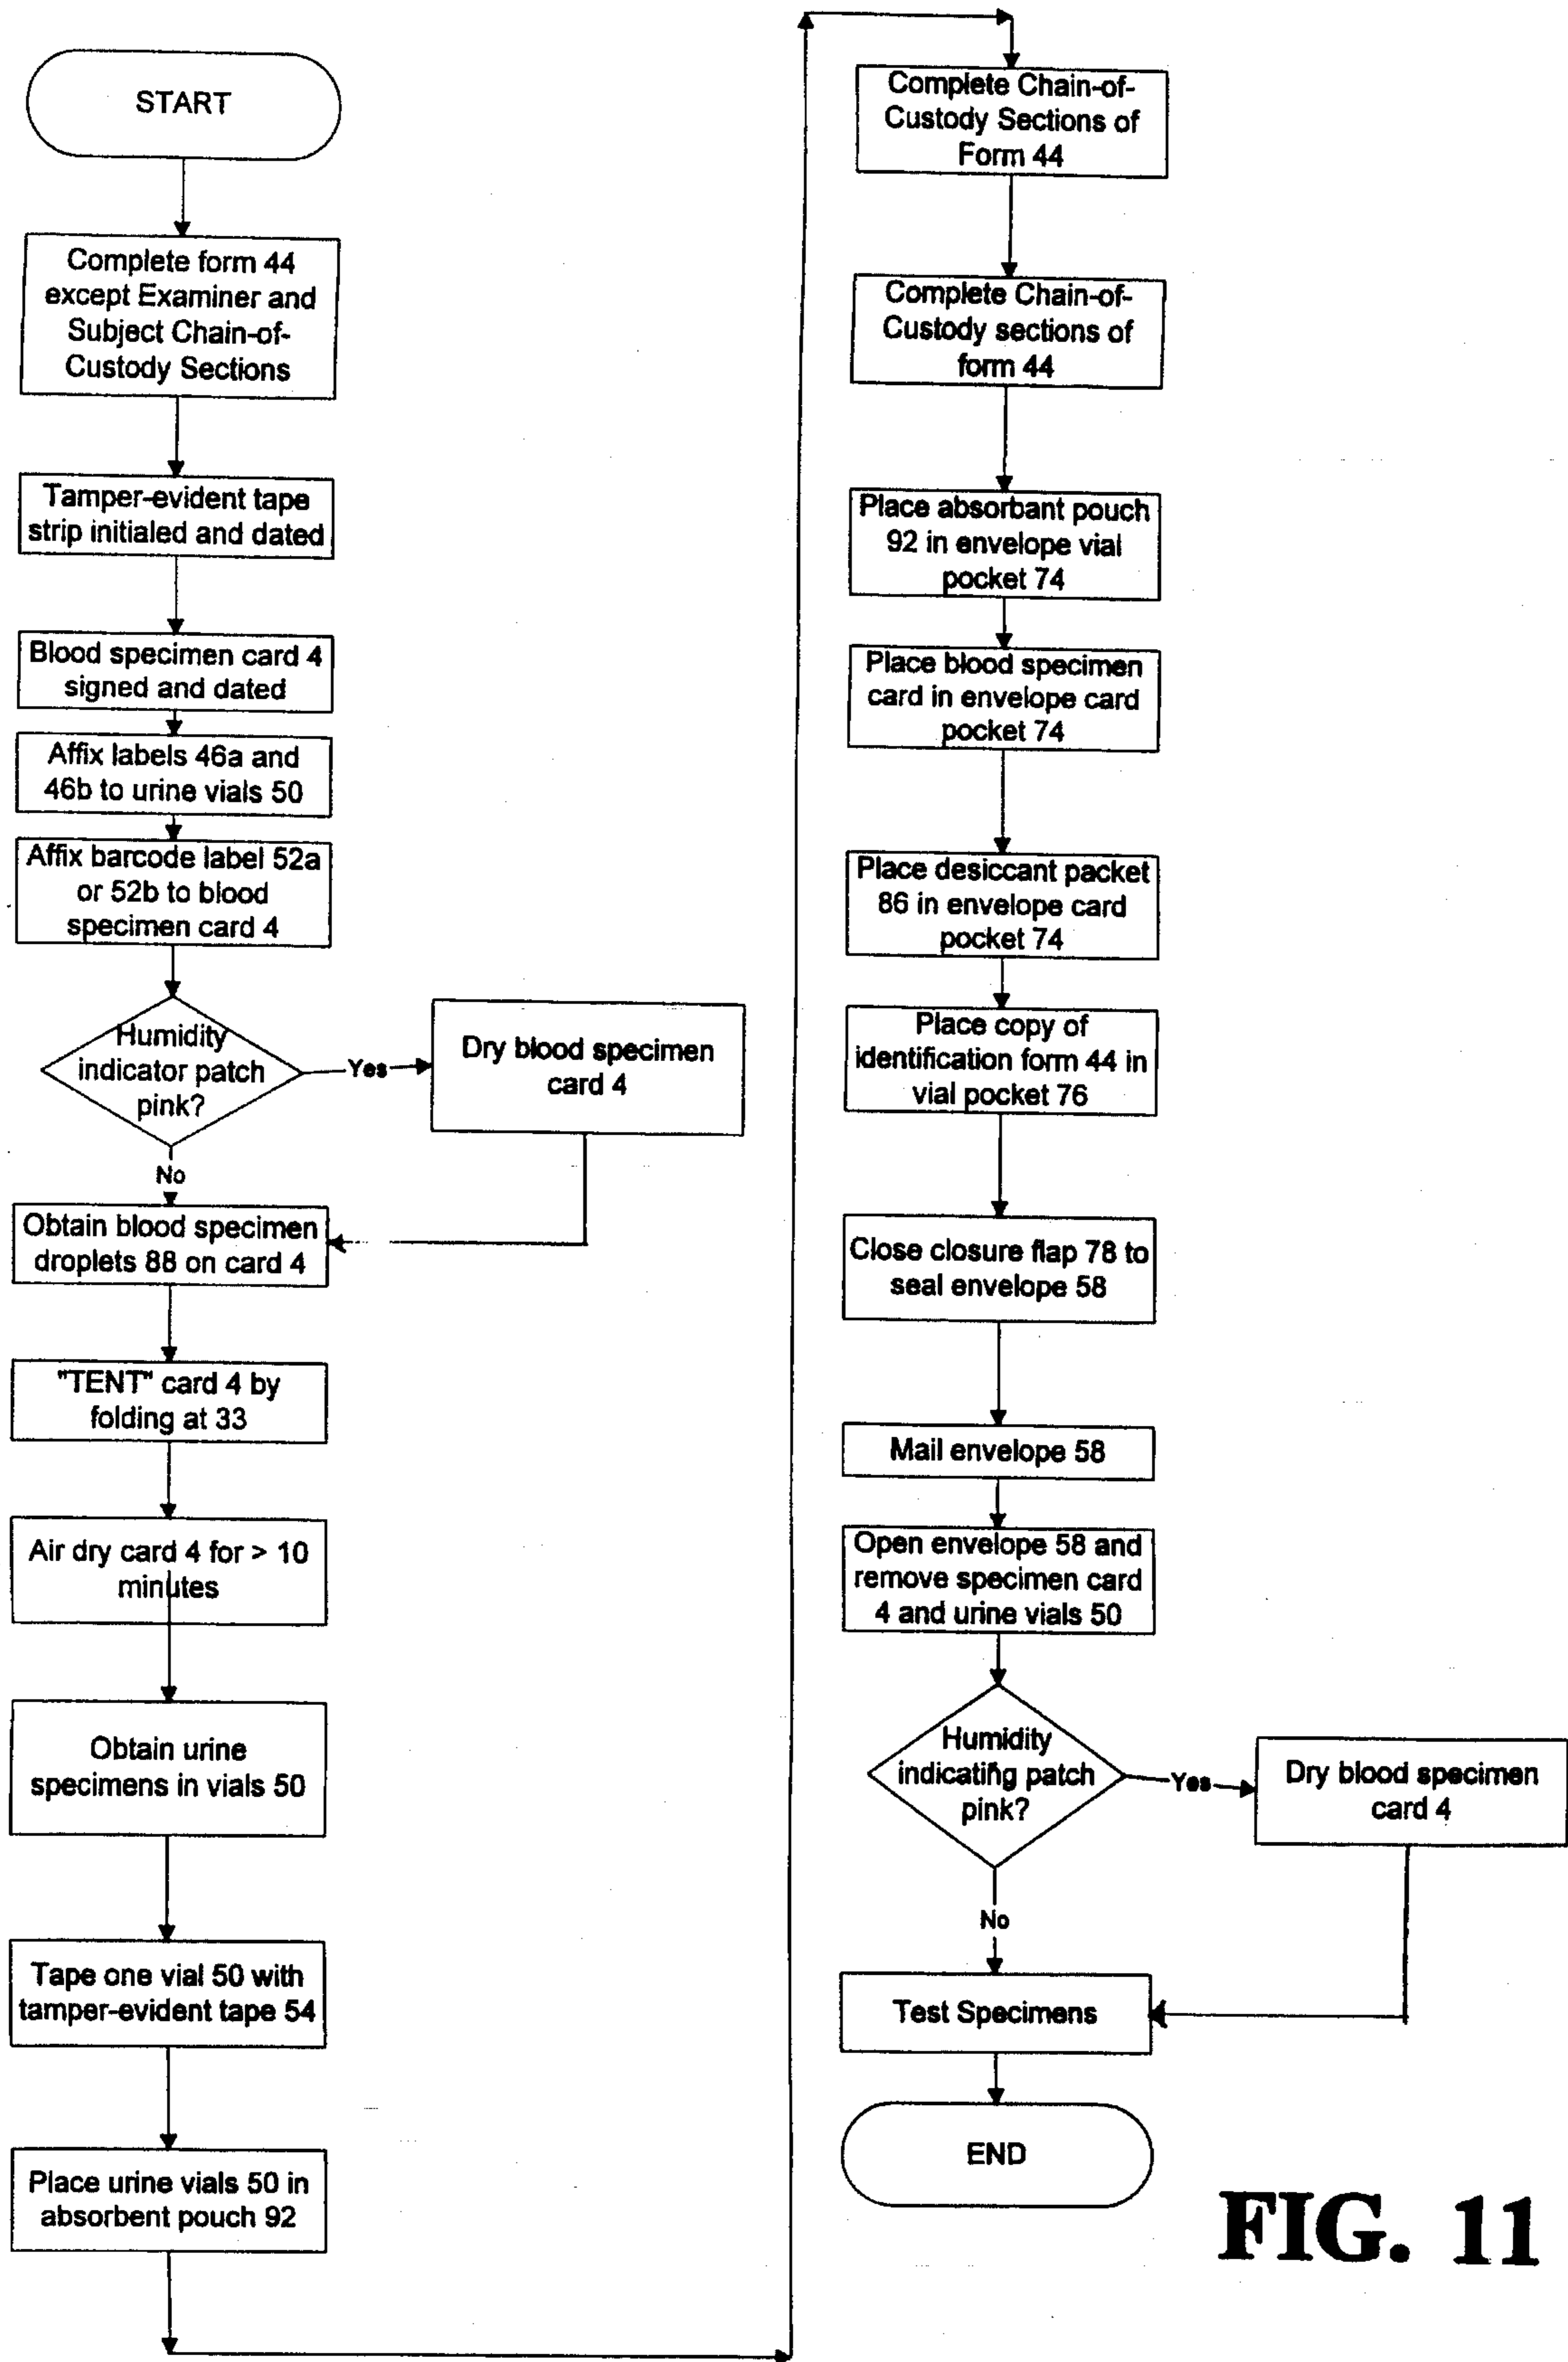 START
Complete form 44
except Examiner and
Subject Chain-of-
Custody Sections
Tamper-evident tape
strip initialed and dated
Blood specimen card 4
signed and dated
Affix labels 46a and
46b to urine vials 50
Affix barcode label 52a
or 52b to blood
specimen card 4
Humidity
indicator patch
pink?
Yes
Dry blood specimen
card 4
No
Obtain blood specimen
droplets 88 on card 4
"TENT" card 4 by
folding at 33
Air dry card 4 for > 10
minutes
Obtain urine
specimens in vials 50
Tape one vial 50 with
tamper-evident tape 54
Place urine vials 50 in
absorbent pouch 92
Complete Chain-of-
Custody Sections of
Form 44
Complete Chain-of-
Custody sections of
form 44
Place absorbant pouch
92 in envelope vial
pocket 74
Place blood specimen
card in envelope card
pocket 74
Place desiccant packet
86 in envelope card
pocket 74
Place copy of
identification form 44 in
vial pocket 76
Close closure flap 78 to
seal envelope 58
Mail envelope 58
Open envelope 58 and
remove specimen card
4 and urine vials 50
Humidity
indicating patch
pink?
Yes
Dry blood specimen
card 4
No
Test Specimens
END
FIG. 11